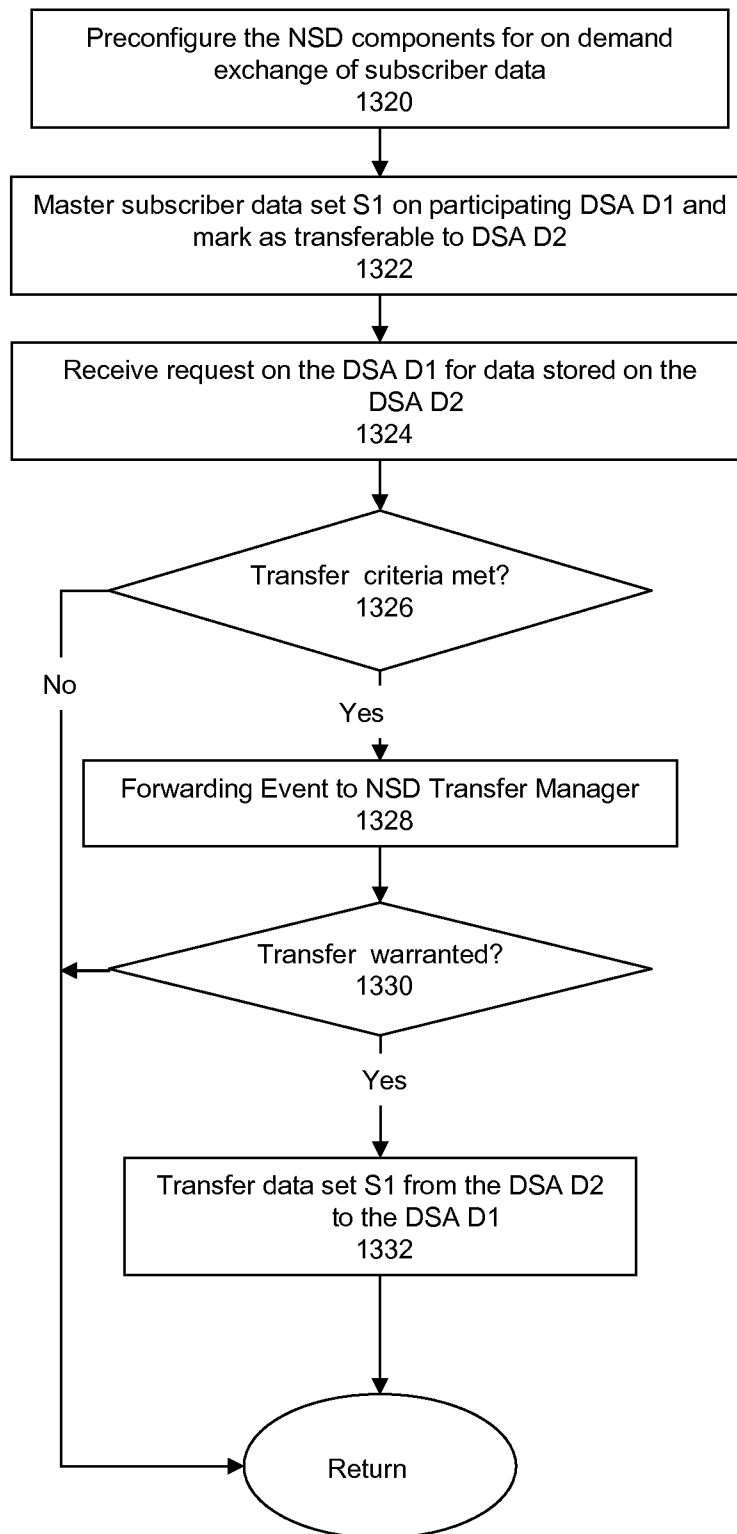 Preconfigure the NSD components for on demand
exchange of subscriber data
1320
Master subscriber data set S1 on participating DSA D1 and
mark as transferable to DSA D2
1322
Receive request on the DSA D1 for data stored on the
DSA D2
1324
Transfer criteria met?
1326
No
Yes
Forwarding Event to NSD Transfer Manager
1328
Transfer warranted?
1330
Yes
Transfer data set S1 from the DSA D2
to the DSA D1
1332
Return